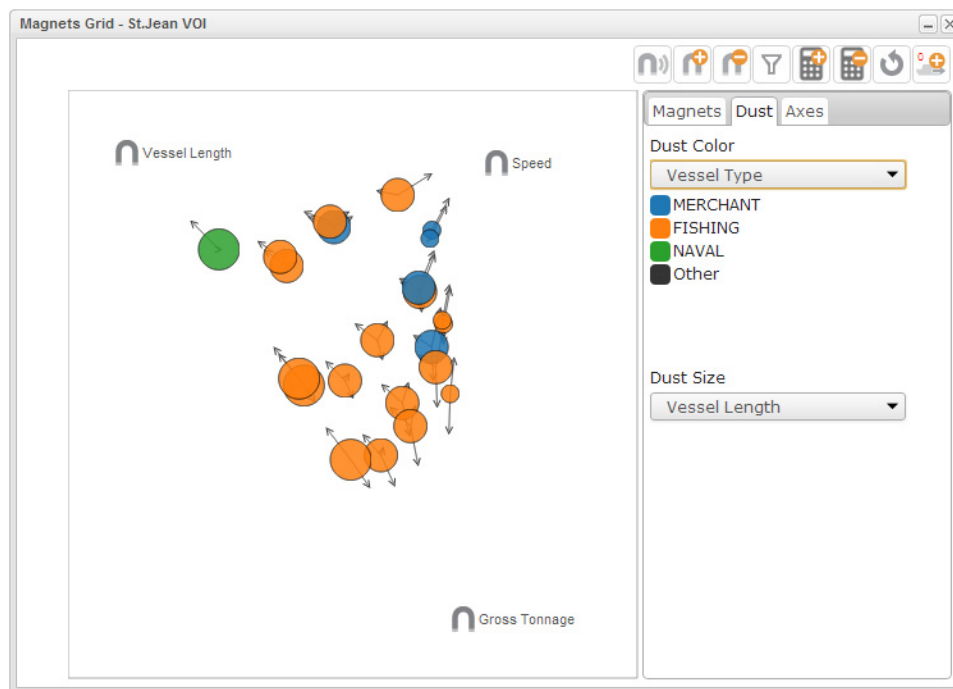 Magnets Grid - St.Jean VOI
0
Magnets Dust Axes
Vessel Length
Speed
Gross Tonnage
Dust Color
Vessel Type
MERCHANT
FISHING
NAVAL
Other
Dust Size
Vessel Length